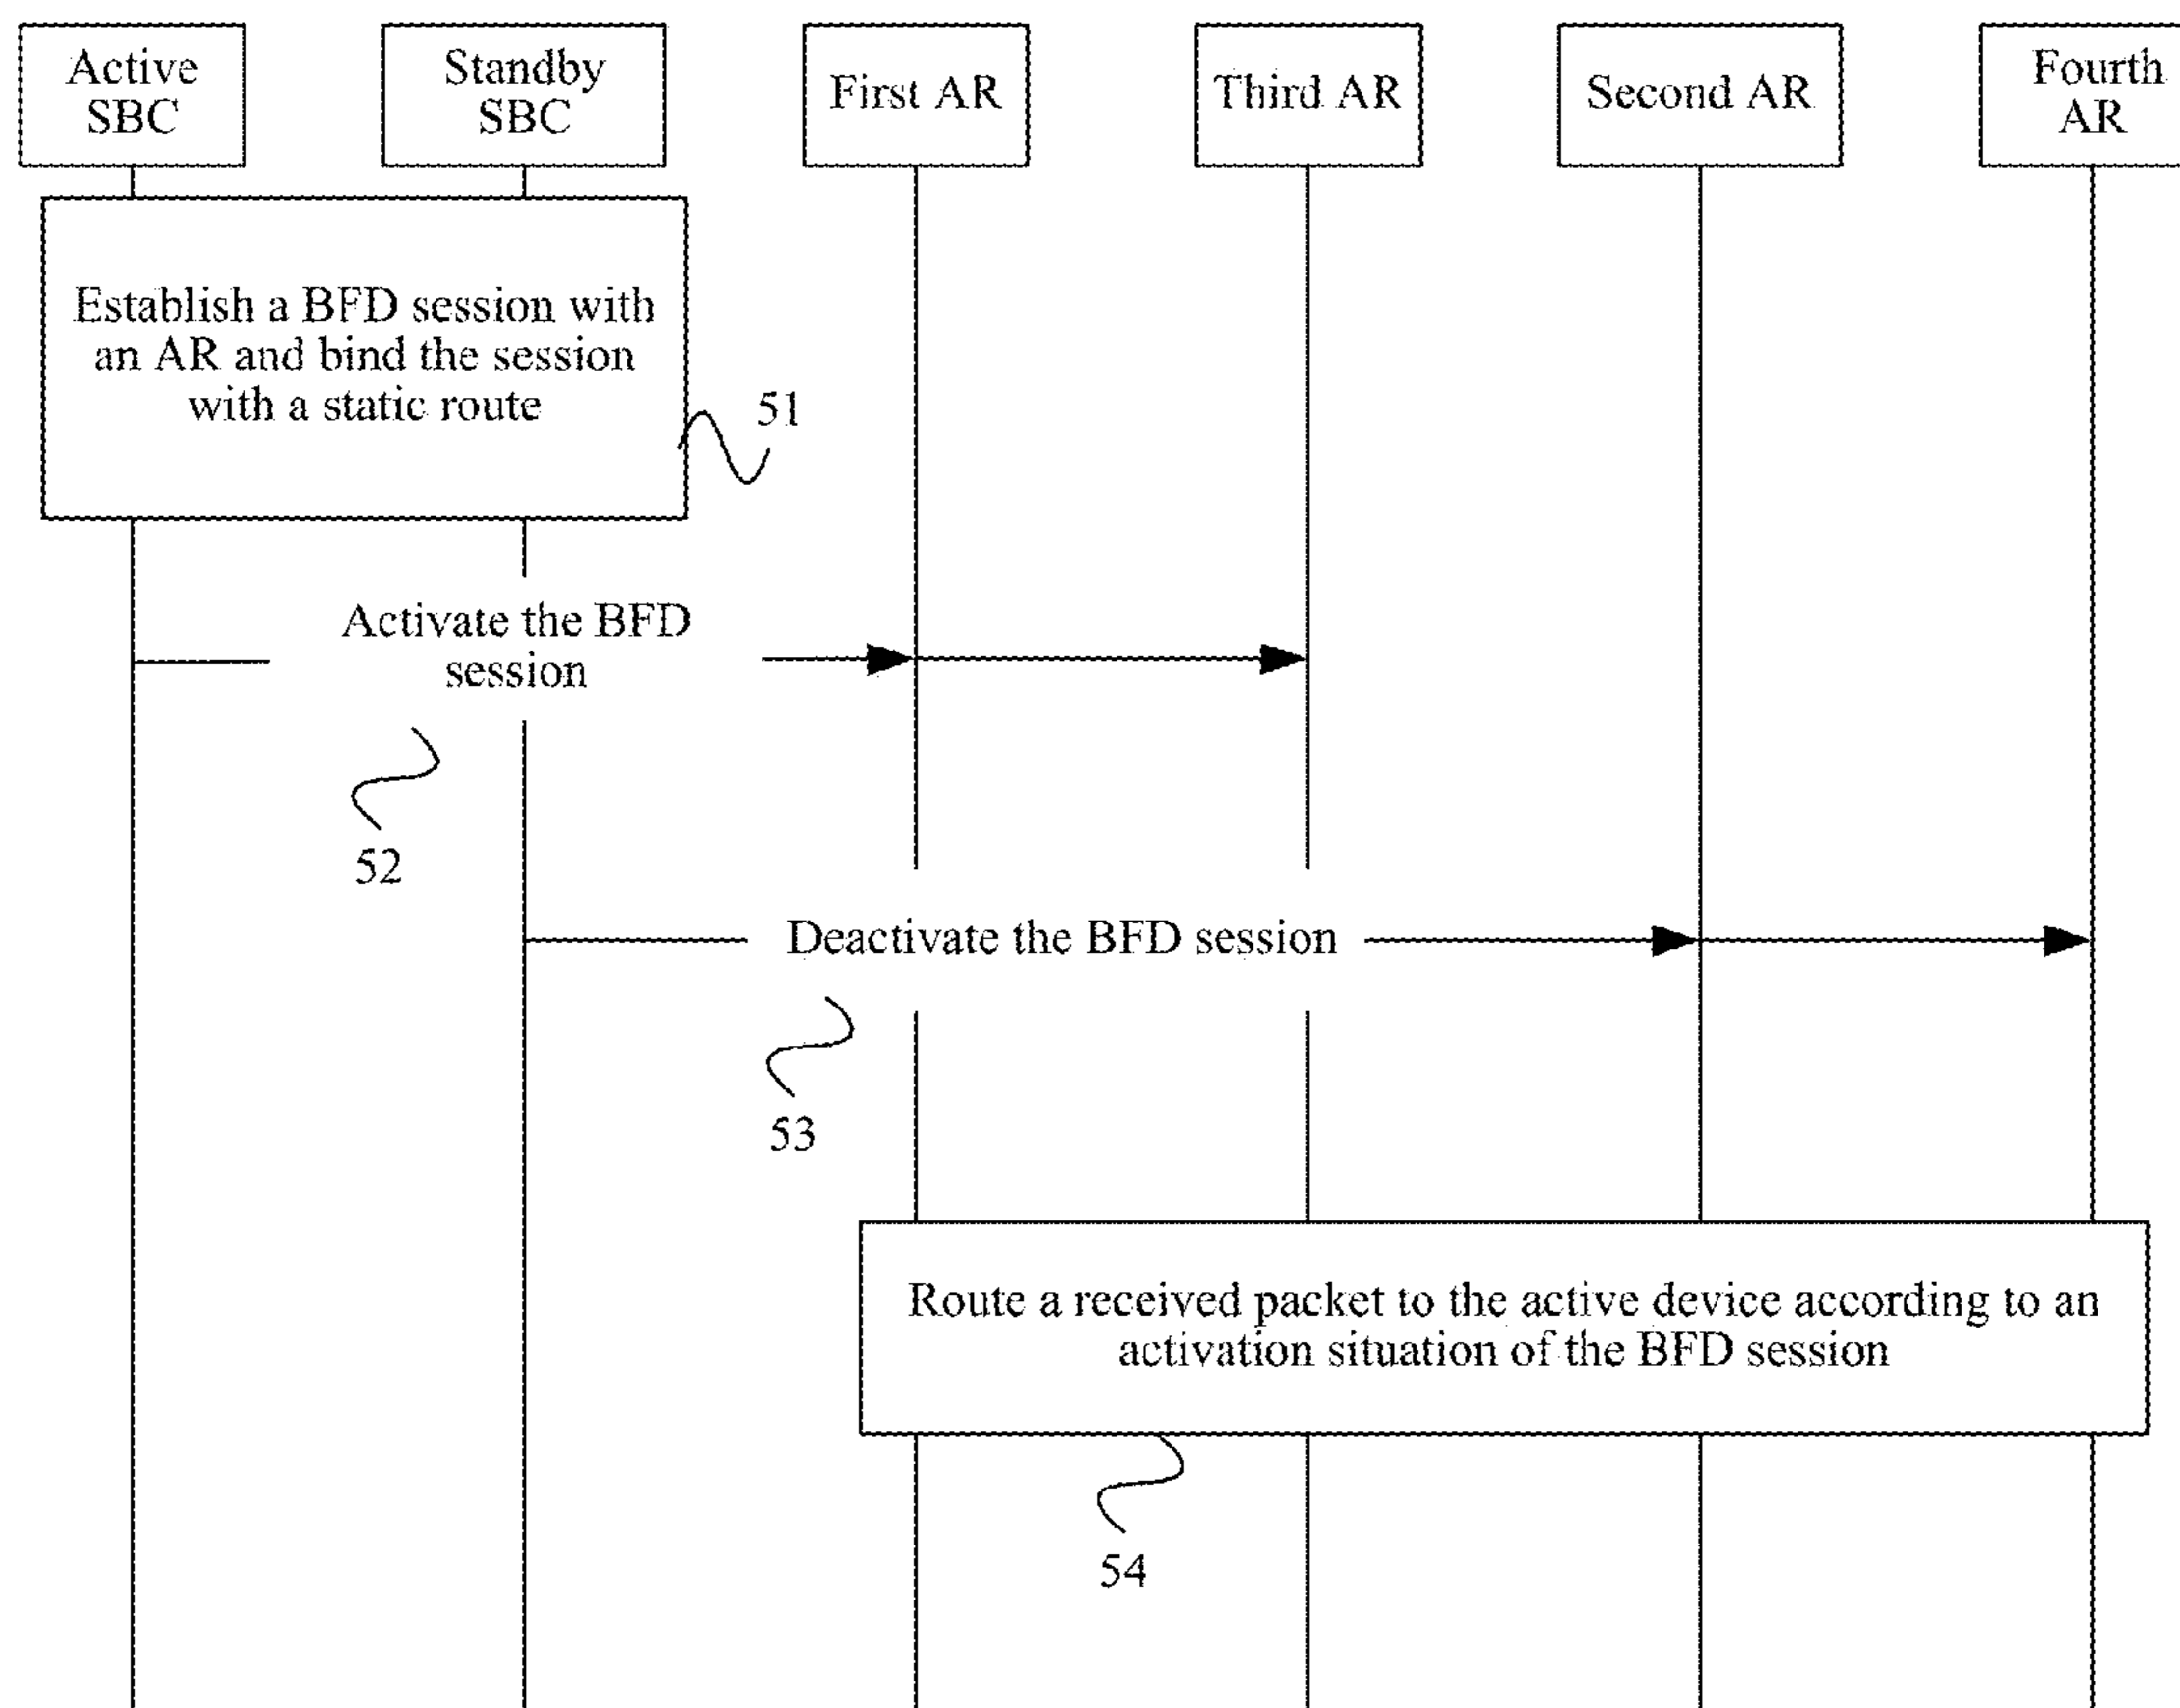 Active
SBC
Standby
SBC
First AR
Third AR
Second AR
Fourth
AR
Establish a BFD session with
an AR and bind the session
with a static route
51
Activate the BFD
session
52
Deactivate the BFD session
53
Route a received packet to the active device according to an
activation situation of the BFD session
54